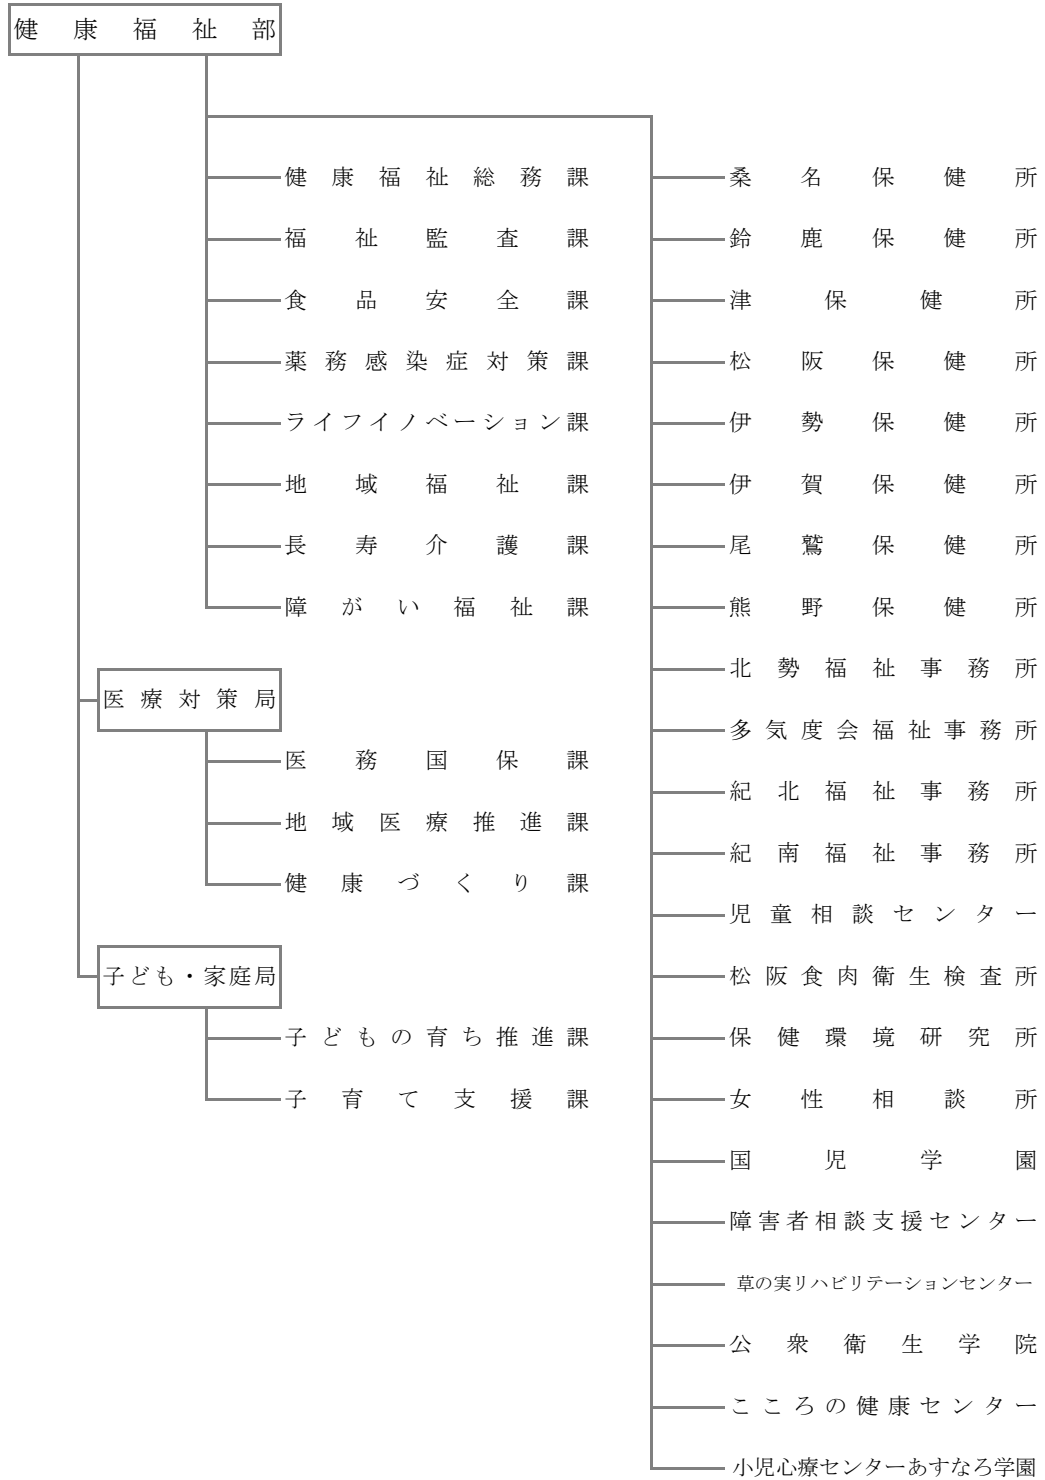 健康福祉部
健康福祉総務課
福祉監査課
食品安全課
薬務感染症対策課
ライフイノベーション課
地域福祉課
長寿介護課
障がい福祉課
医療対策局
医務国保課
地域医療推進課
健康づくり課
子ども・家庭局
子どもの育ち推進課
子育て支援課
桑名保健所
鈴鹿保健所
津保健所
松阪保健所
伊勢保健所
伊賀保健所
尾鷲保健所
熊野保健所
北勢福祉事務所
多気度会福祉事務所
紀北福祉事務所
紀南福祉事務所
児童相談センター
松阪食肉衛生検査所
保健環境研究所
女性相談所
国児学園
障害者相談支援センター
草の実リハビリテーションセンター
公衆衛生学院
こころの健康センター
小児心療センターあすなろ学園